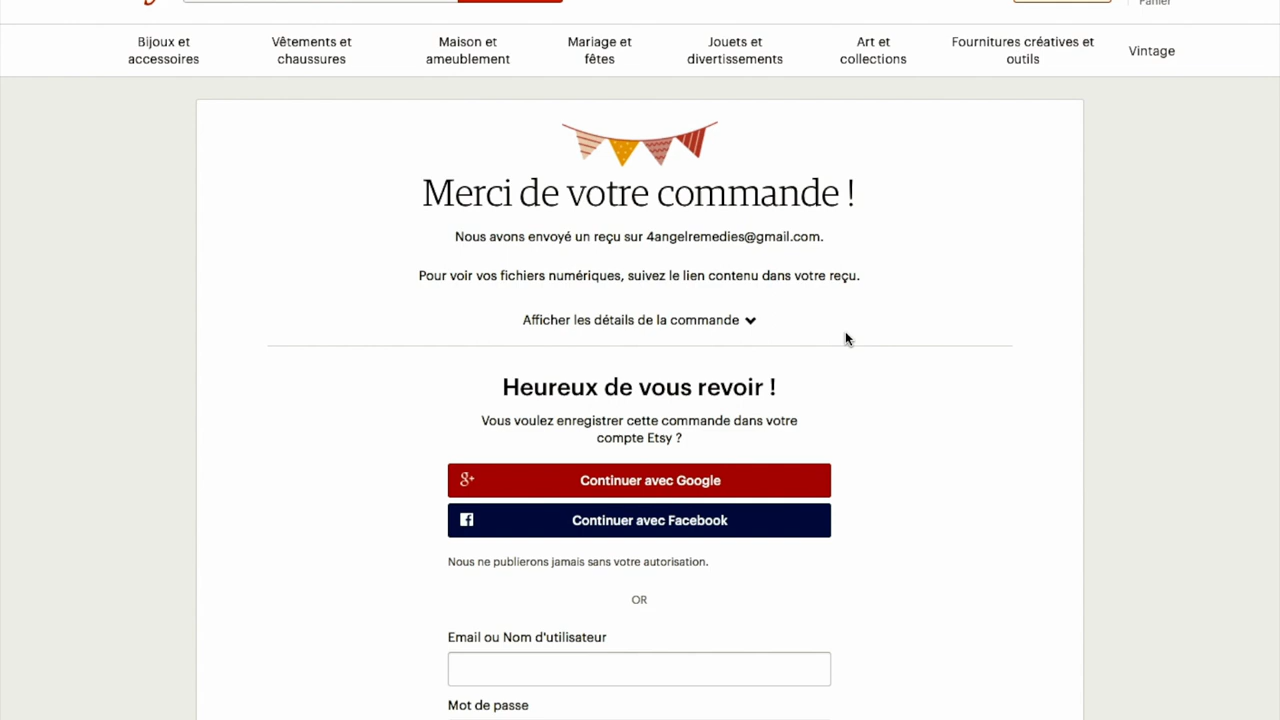 Panier
Bijoux et
accessoires
Vêtements et
chaussures
Maison et
ameublement
Mariage et
fêtes
Jouets et
divertissements
Art et
collections
Fournitures créatives et
outils
Vintage
Merci de votre commande !
Nous avons envoyé un reçu sur 4angelremedies@gmail.com.
Pour voir vos fichiers numériques, suivez le lien contenu dans votre reçu.
Afficher les détails de la commande
Heureux de vous revoir !
Vous voulez enregistrer cette commande dans votre
compte Etsy ?
g+ Continuer avec Google
f Continuer avec Facebook
Nous ne publierons jamais sans votre autorisation.
OR
Email ou Nom d'utilisateur
Mot de passe